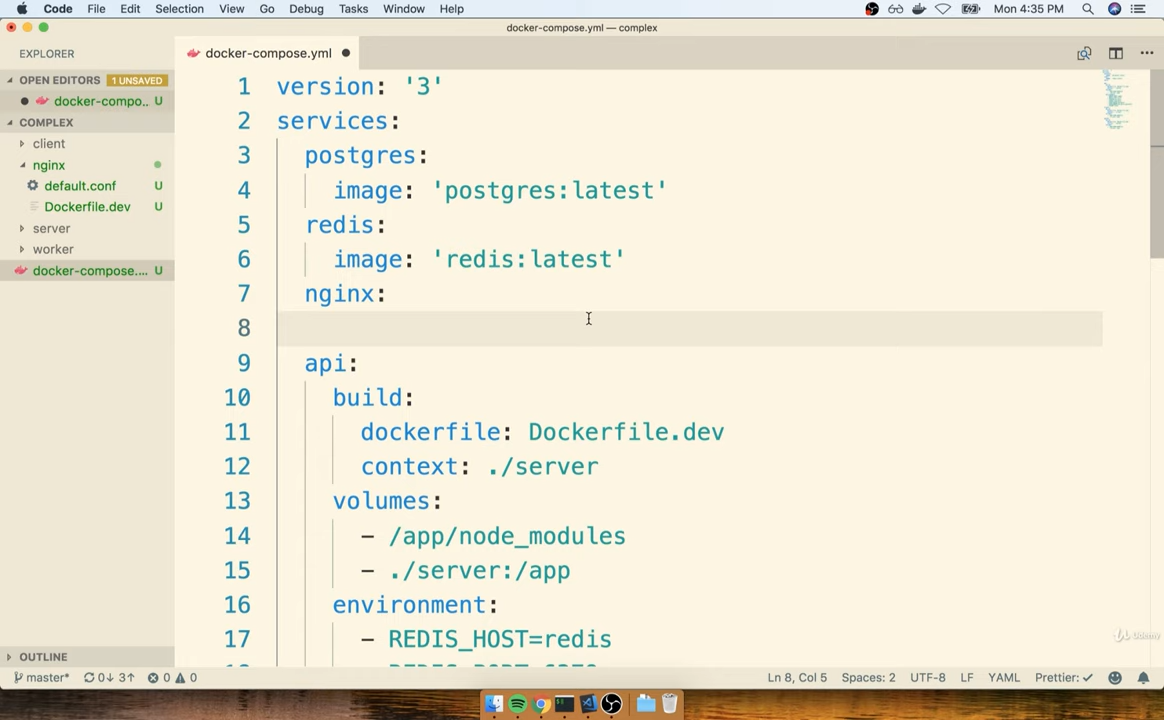 Code File Edit Selection View Go Debug Tasks Window Help Mon 4:35 PM
docker-compose.yml — complex
EXPLORER
docker-compose.yml
OPEN EDITORS 1 UNSAVED
docker-compo.. U
COMPLEX
client
nginx
default.conf U
Dockerfile.dev U
server
worker
docker-compose.... U
1 version: '3'
2 services:
3 postgres:
4 image: 'postgres:latest'
5 redis:
6 image: 'redis:latest'
7 nginx:
8
9 api:
10 build:
11 dockerfile: Dockerfile.dev
12 context: ./server
13 volumes:
14 - /app/node_modules
15 - ./server:/app
16 environment:
17 - REDIS_HOST=redis
Udemy
OUTLINE
master* 0↓ 3↑ 0 0 Ln 8, Col 5 Spaces: 2 UTF-8 LF YAML Prettier: ✓